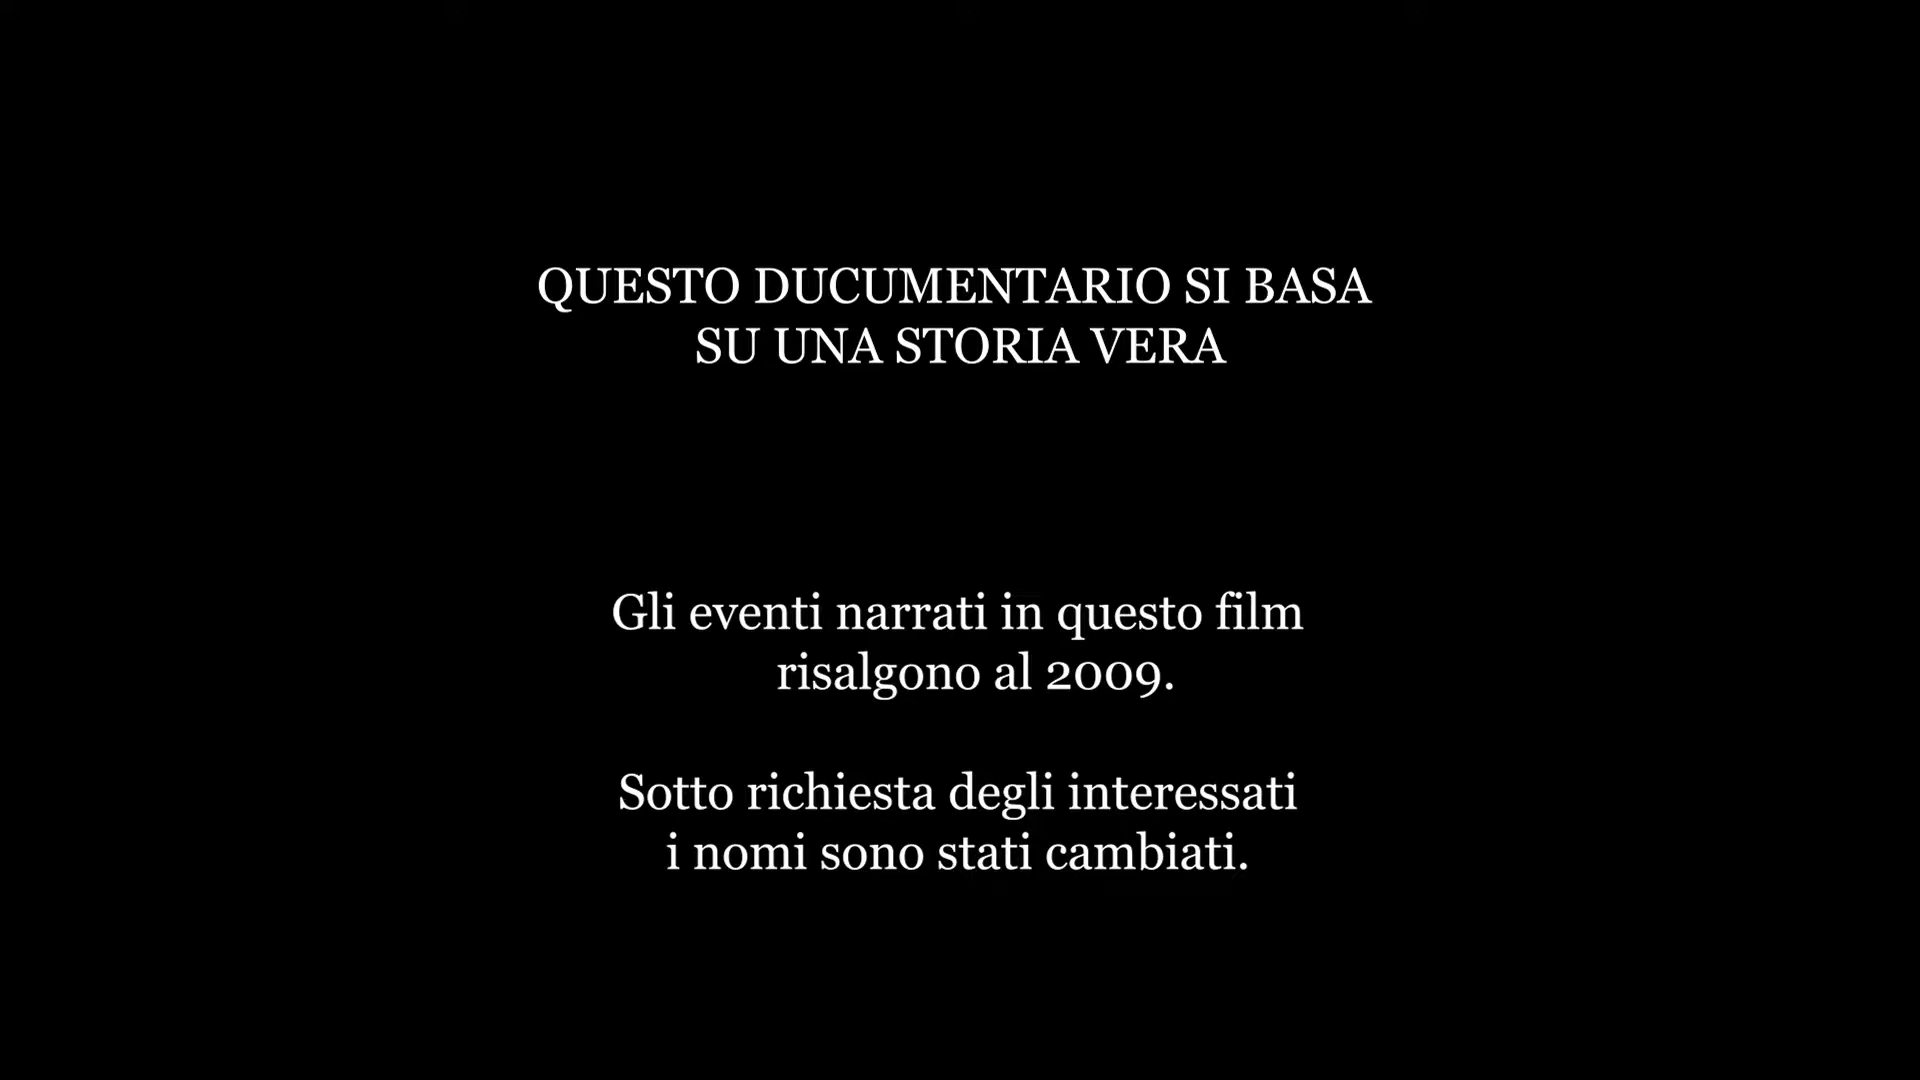 QUESTO DUCUMENTARIO SI BASA
SU UNA STORIA VERA
Gli eventi narrati in questo film
risalgono al 2009.
Sotto richiesta degli interessati
i nomi sono stati cambiati.